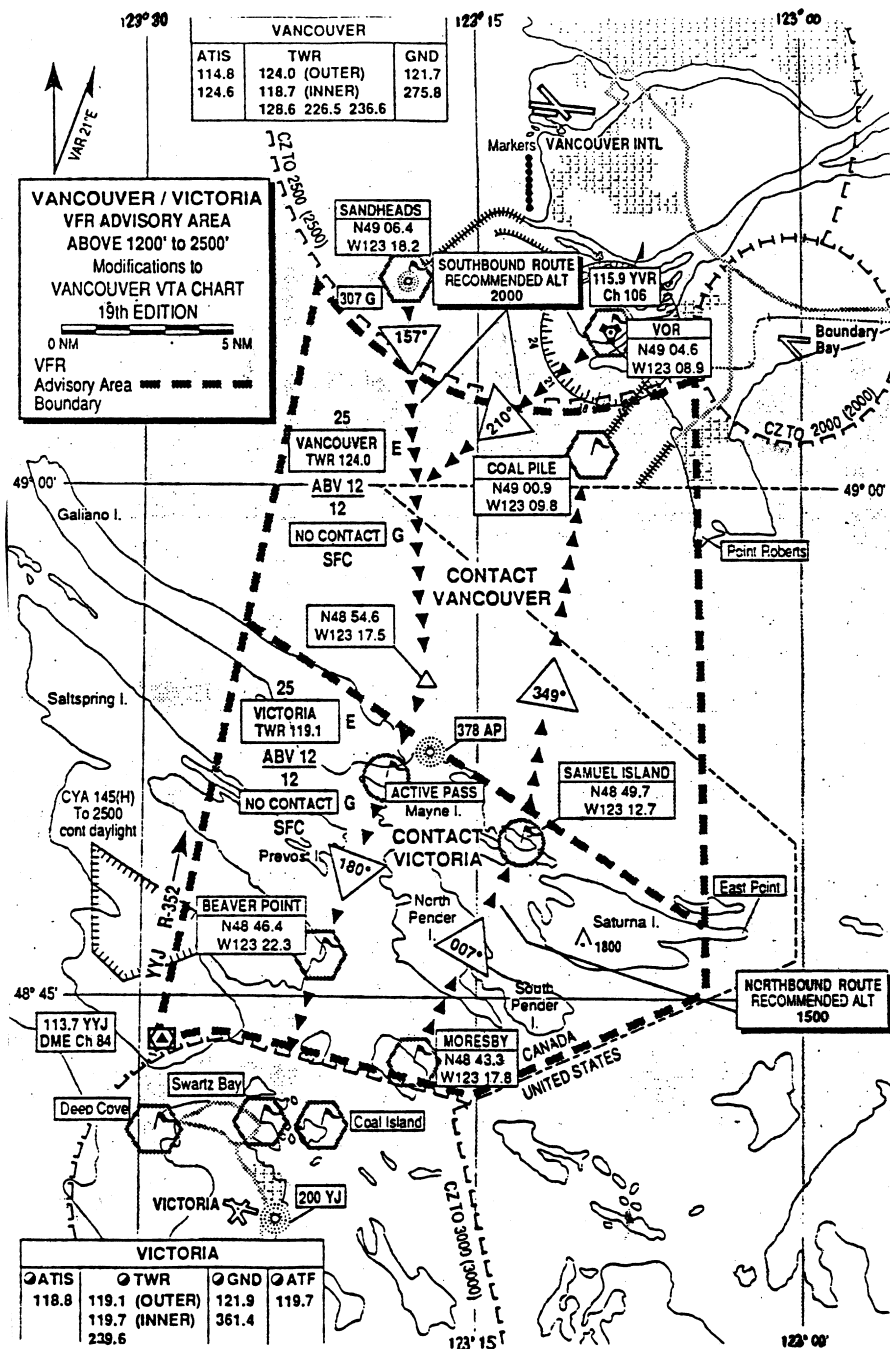 123° 30'
123° 15'
123° 00'
VANCOUVER
ATIS TWR GND
114.8 124.0 (OUTER) 121.7
124.6 118.7 (INNER) 275.8
128.6 226.5 236.6
VAR 21°E
CZ TO 2500 (2500)
Markers
VANCOUVER INTL
VANCOUVER / VICTORIA
VFR ADVISORY AREA
ABOVE 1200' to 2500'
Modifications to
VANCOUVER VTA CHART
19th EDITION
0 NM 5 NM
VFR
Advisory Area
Boundary
SANDHEADS
N49 06.4
W123 18.2
307 G
SOUTHBOUND ROUTE
RECOMMENDED ALT
2000
115.9 YVR
Ch 106
VOR
N49 04.6
W123 08.9
Boundary
Bay
157°
24
21
18
210°
CZ TO 2000 (2000)
25
VANCOUVER
TWR 124.0
E
COAL PILE
N49 00.9
W123 09.8
49° 00'
ABV 12
12
49° 00'
Galiano I.
NO CONTACT G
SFC
Point Roberts
CONTACT
VANCOUVER
N48 54.6
W123 17.5
Saltspring I.
349°
25
VICTORIA
TWR 119.1
E
378 AP
ABV 12
12
SAMUEL ISLAND
N48 49.7
W123 12.7
CYA 145(H)
To 2500
cont daylight
NO CONTACT G
SFC
ACTIVE PASS
Mayne I.
Prevost I.
CONTACT
VICTORIA
180°
East Point
YYJ R-352
BEAVER POINT
N48 46.4
W123 22.3
North
Pender
I.
Saturna I.
1800
007°
48° 45'
South
Pender
I.
NORTHBOUND ROUTE
RECOMMENDED ALT
1500
113.7 YYJ
DME Ch 84
MORESBY
N48 43.3
W123 17.8
CANADA
UNITED STATES
Swartz Bay
Deep Cove
Coal Island
200 YJ
VICTORIA
CZ TO 3000 (3000)
VICTORIA
ATIS TWR GND ATF
118.8 119.1 (OUTER) 121.9 119.7
119.7 (INNER) 361.4
239.6
123° 15'
123° 00'